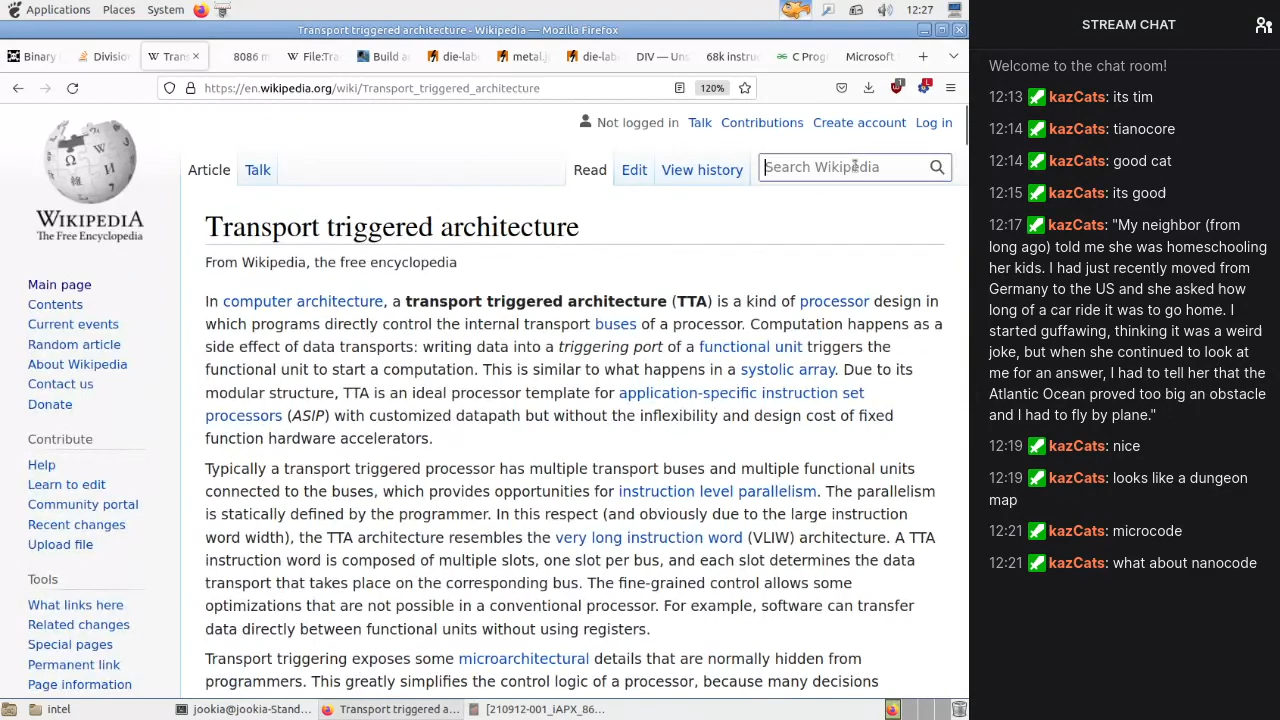 Applications Places System 12:27
Transport triggered architecture - Wikipedia — Mozilla Firefox
Binary Division Trans 8086 m File:Tra Build a die-lab metal.j die-lab DIV — Uns 68k instruc C Prog Microsoft
https://en.wikipedia.org/wiki/Transport_triggered_architecture 120%
Not logged in Talk Contributions Create account Log in
Article Talk Read Edit View history Search Wikipedia
WIKIPEDIA
The Free Encyclopedia
Main page
Contents
Current events
Random article
About Wikipedia
Contact us
Donate
Contribute
Help
Learn to edit
Community portal
Recent changes
Upload file
Tools
What links here
Related changes
Special pages
Permanent link
Page information
Transport triggered architecture
From Wikipedia, the free encyclopedia
In computer architecture, a transport triggered architecture (TTA) is a kind of processor design in
which programs directly control the internal transport buses of a processor. Computation happens as a
side effect of data transports: writing data into a triggering port of a functional unit triggers the
functional unit to start a computation. This is similar to what happens in a systolic array. Due to its
modular structure, TTA is an ideal processor template for application-specific instruction set
processors (ASIP) with customized datapath but without the inflexibility and design cost of fixed
function hardware accelerators.
Typically a transport triggered processor has multiple transport buses and multiple functional units
connected to the buses, which provides opportunities for instruction level parallelism. The parallelism
is statically defined by the programmer. In this respect (and obviously due to the large instruction
word width), the TTA architecture resembles the very long instruction word (VLIW) architecture. A TTA
instruction word is composed of multiple slots, one slot per bus, and each slot determines the data
transport that takes place on the corresponding bus. The fine-grained control allows some
optimizations that are not possible in a conventional processor. For example, software can transfer
data directly between functional units without using registers.
Transport triggering exposes some microarchitectural details that are normally hidden from
programmers. This greatly simplifies the control logic of a processor, because many decisions
intel jookia@jookia-Stand... Transport triggered a... [210912-001_iAPX_86...
STREAM CHAT
Welcome to the chat room!
12:13 kazCats: its tim
12:14 kazCats: tianocore
12:14 kazCats: good cat
12:15 kazCats: its good
12:17 kazCats: "My neighbor (from
long ago) told me she was homeschooling
her kids. I had just recently moved from
Germany to the US and she asked how
long of a car ride it was to go home. I
started guffawing, thinking it was a weird
joke, but when she continued to look at
me for an answer, I had to tell her that the
Atlantic Ocean proved too big an obstacle
and I had to fly by plane."
12:19 kazCats: nice
12:19 kazCats: looks like a dungeon
map
12:21 kazCats: microcode
12:21 kazCats: what about nanocode